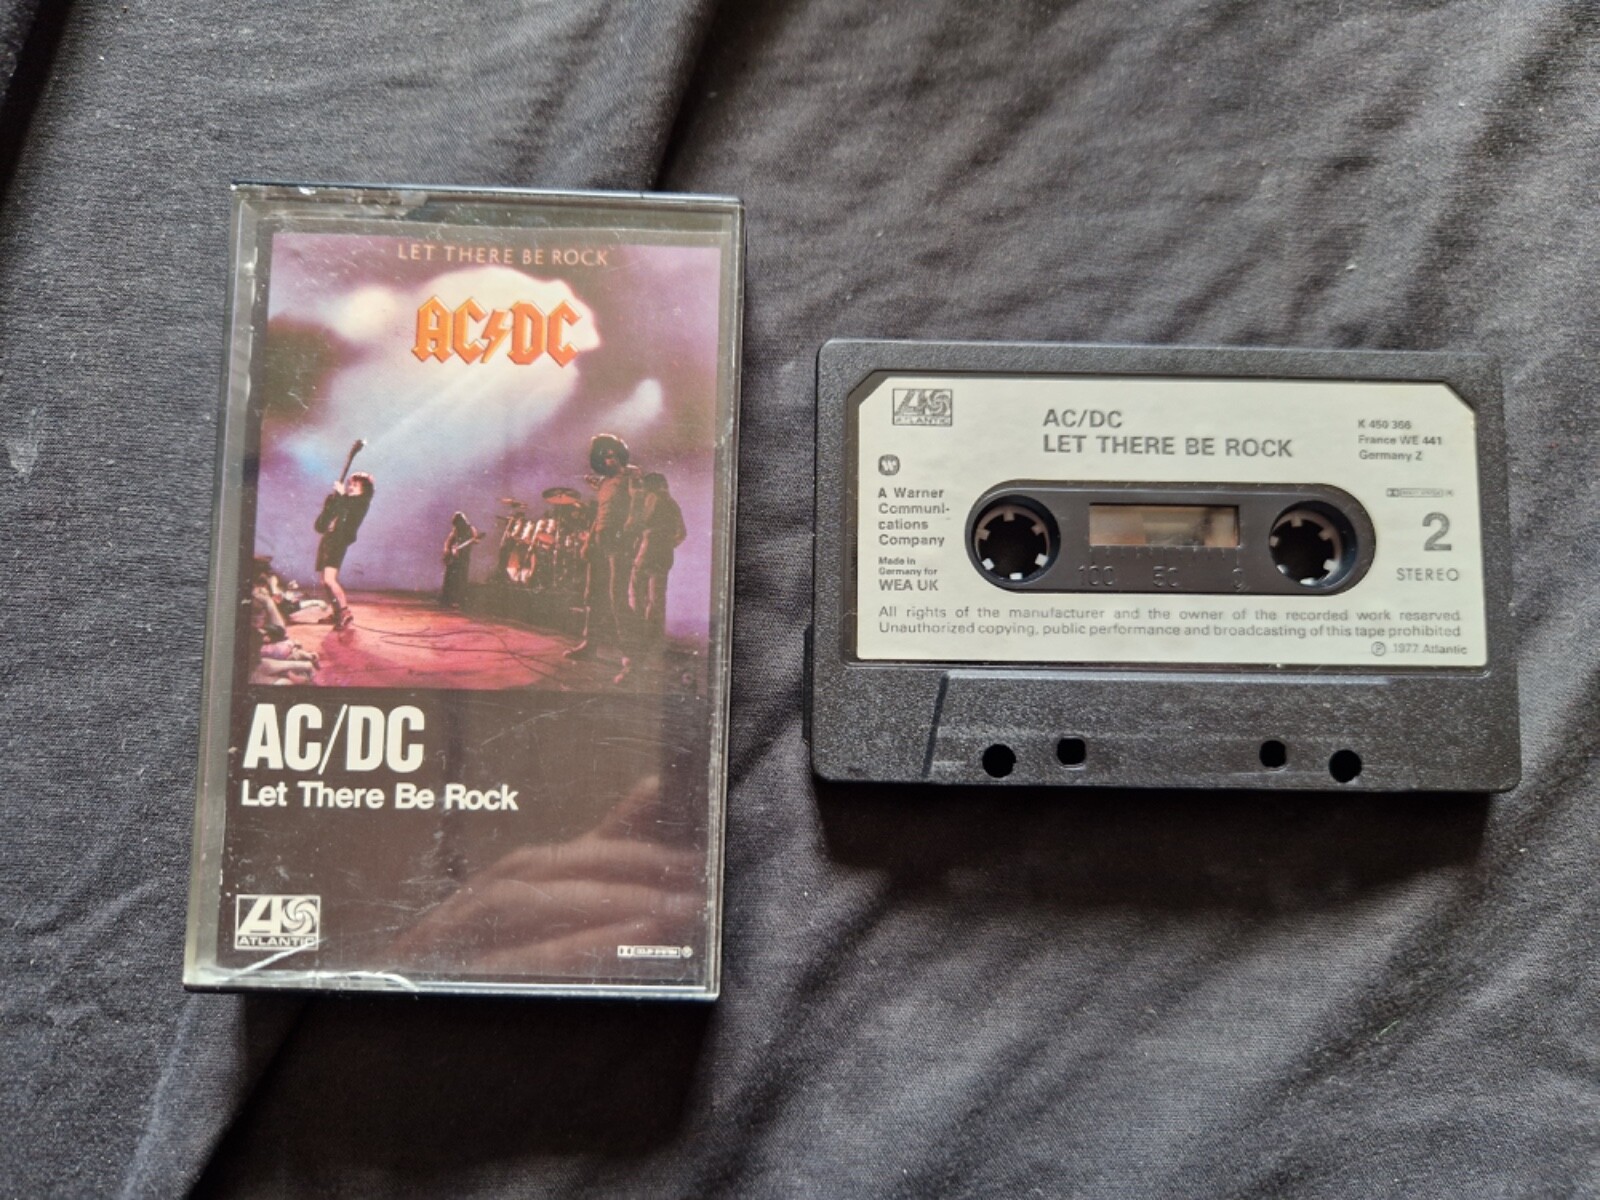 LET THERE BE ROCK
AC/DC
AC/DC
Let There Be Rock
ATLANTIC
ATLANTIC
AC/DC
LET THERE BE ROCK
K 450 366
France WE 441
Germany Z
A Warner
Communi-
cations
Company
Made in
Germany for
WEA UK
2
STEREO
100 50 0
All rights of the manufacturer and the owner of the recorded work reserved
Unauthorized copying, public performance and broadcasting of this tape prohibited
℗ 1977 Atlantic